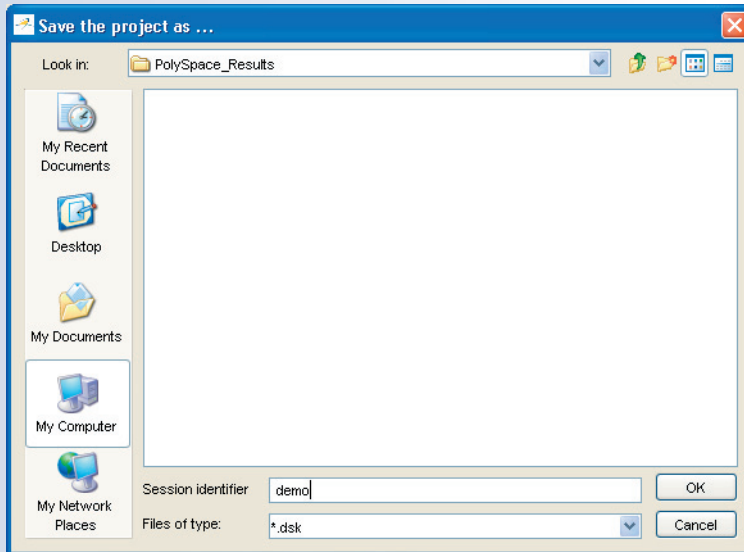 Save the project as ...
Look in:
PolySpace_Results
My Recent
Documents
Desktop
My Documents
My Computer
My Network
Places
Session identifier
demo
OK
Files of type:
*.dsk
Cancel